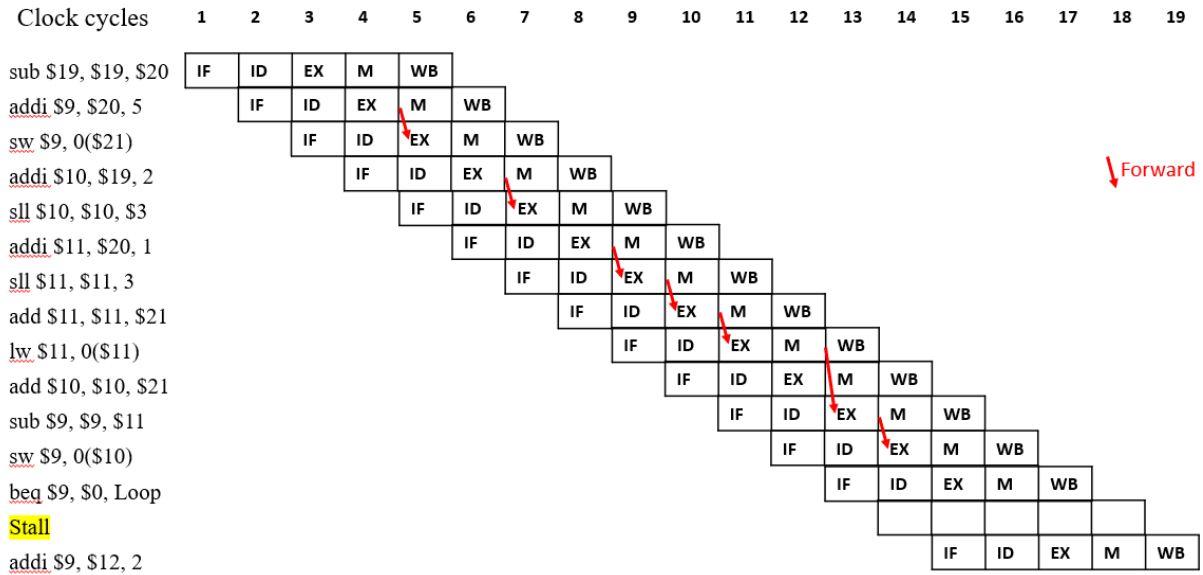 Clock cycles 1 2 3 4 5 6 7 8 9 10 11 12 13 14 15 16 17 18 19
sub $19, $19, $20 IF ID EX M WB
addi $9, $20, 5 IF ID EX M WB
sw $9, 0($21) IF ID EX M WB
addi $10, $19, 2 IF ID EX M WB
Forward
sll $10, $10, $3 IF ID EX M WB
addi $11, $20, 1 IF ID EX M WB
sll $11, $11, 3 IF ID EX M WB
add $11, $11, $21 IF ID EX M WB
lw $11, 0($11) IF ID EX M WB
add $10, $10, $21 IF ID EX M WB
sub $9, $9, $11 IF ID EX M WB
sw $9, 0($10) IF ID EX M WB
beq $9, $0, Loop IF ID EX M WB
Stall
addi $9, $12, 2 IF ID EX M WB